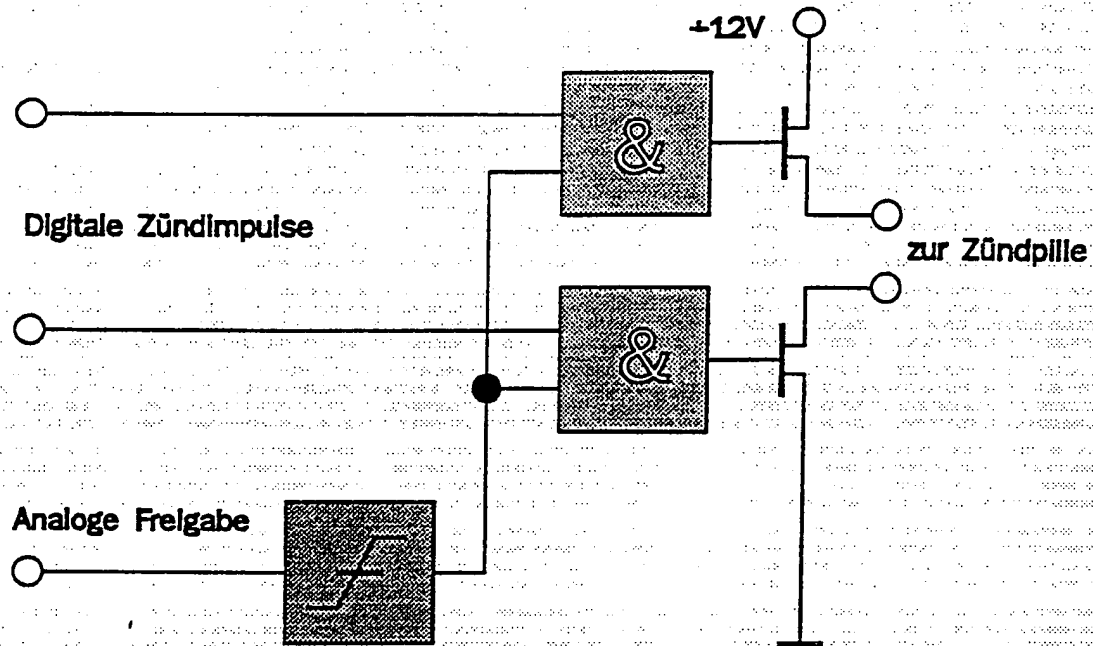 +12V
&
Digitale Zündimpulse
zur Zündpille
&
Analoge Freigabe